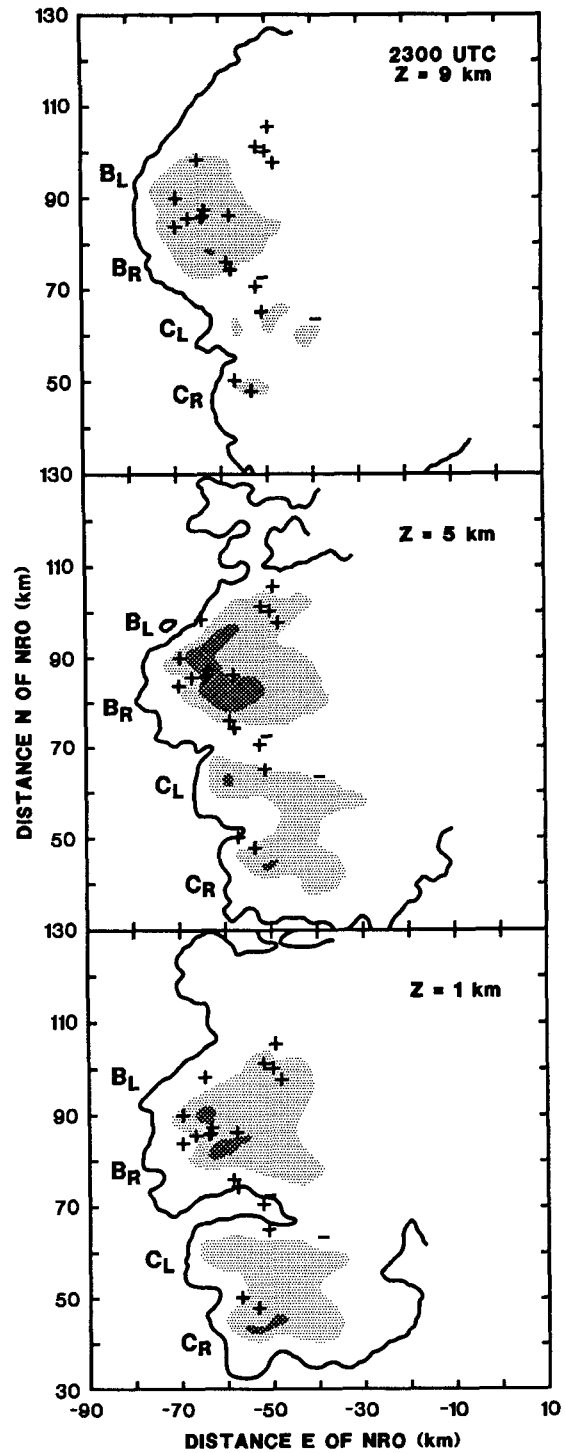 130
2300 UTC
Z = 9 km
110
BL
90
BR
70
CL
50
CR
130
Z = 5 km
110
BL
90
BR
70
CL
50
CR
130
Z = 1 km
110
BL
90
BR
70
CL
50
CR
30
-90 -70 -50 -30 -10 10
DISTANCE E OF NRO (km)
DISTANCE N OF NRO (km)